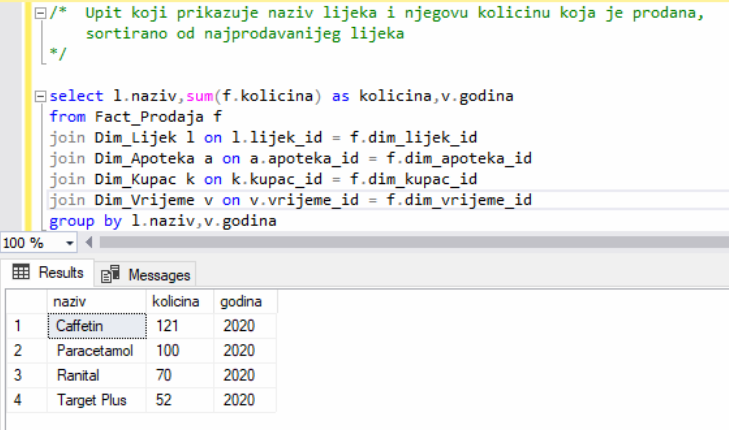 /* Upit koji prikazuje naziv lijeka i njegovu kolicinu koja je prodana,
sortirano od najprodavanijeg lijeka
*/
select l.naziv,sum(f.kolicina) as kolicina,v.godina
from Fact_Prodaja f
join Dim_Lijek l on l.lijek_id = f.dim_lijek_id
join Dim_Apoteka a on a.apoteka_id = f.dim_apoteka_id
join Dim_Kupac k on k.kupac_id = f.dim_kupac_id
join Dim_Vrijeme v on v.vrijeme_id = f.dim_vrijeme_id
group by l.naziv,v.godina
100 %
Results Messages
naziv kolicina godina
1 Caffetin 121 2020
2 Paracetamol 100 2020
3 Ranital 70 2020
4 Target Plus 52 2020